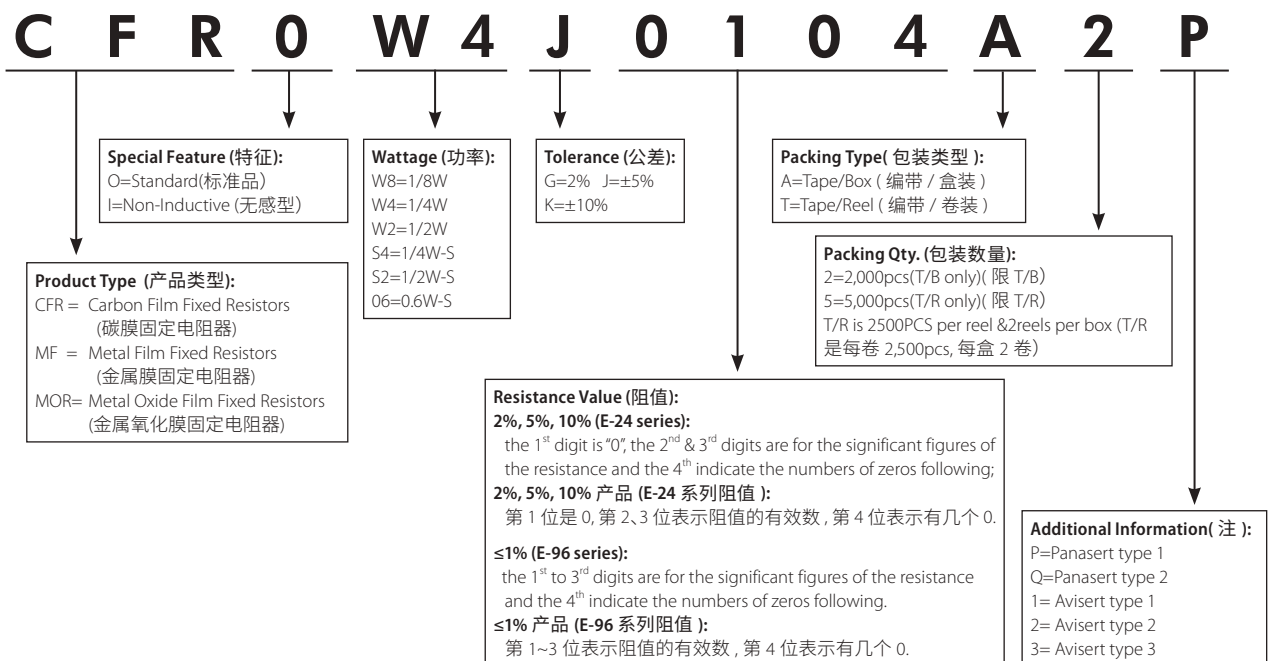 C F R 0 W 4 J 0 1 0 4 A 2 P
Special Feature (特征):
O=Standard(标准品)
I=Non-Inductive (无感型)
Wattage (功率):
W8=1/8W
W4=1/4W
W2=1/2W
S4=1/4W-S
S2=1/2W-S
06=0.6W-S
Tolerance (公差):
G=2% J=±5%
K=±10%
Packing Type( 包装类型 ):
A=Tape/Box ( 编带 / 盒装 )
T=Tape/Reel ( 编带 / 卷装 )
Packing Qty. (包装数量):
2=2,000pcs(T/B only)( 限 T/B)
5=5,000pcs(T/R only)( 限 T/R)
T/R is 2500PCS per reel &2reels per box (T/R
是每卷 2,500pcs, 每盒 2 卷)
Product Type (产品类型):
CFR = Carbon Film Fixed Resistors
(碳膜固定电阻器)
MF = Metal Film Fixed Resistors
(金属膜固定电阻器)
MOR= Metal Oxide Film Fixed Resistors
(金属氧化膜固定电阻器)
Resistance Value (阻值):
2%, 5%, 10% (E-24 series):
the 1st digit is "0", the 2nd & 3rd digits are for the significant figures of
the resistance and the 4th indicate the numbers of zeros following;
2%, 5%, 10% 产品 (E-24 系列阻值 ):
第 1 位是 0, 第 2、3 位表示阻值的有效数 , 第 4 位表示有几个 0.
≤1% (E-96 series):
the 1st to 3rd digits are for the significant figures of the resistance
and the 4th indicate the numbers of zeros following.
≤1% 产品 (E-96 系列阻值 ):
第 1~3 位表示阻值的有效数 , 第 4 位表示有几个 0.
Additional Information( 注 ):
P=Panasert type 1
Q=Panasert type 2
1= Avisert type 1
2= Avisert type 2
3= Avisert type 3